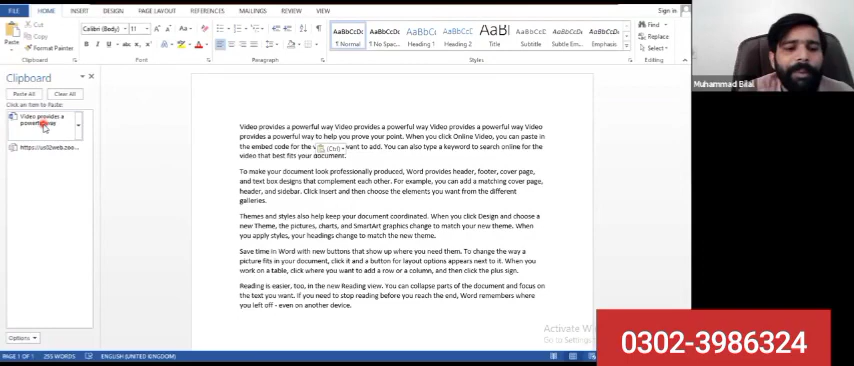 FILE HOME INSERT DESIGN PAGE LAYOUT REFERENCES MAILINGS REVIEW VIEW Sign in
Cut
Copy
Paste
Format Painter
Clipboard
Calibri (Body) 11
Font
Paragraph
AaBbCcDc AaBbCcDc AaBbCc AaBbCc AaBl AaBbCcC AaBbCcDc AaBbCcDc
¶ Normal ¶ No Spac... Heading 1 Heading 2 Title Subtitle Subtle Em... Emphasis
Styles
Find
Replace
Select
Editing
Clipboard
Paste All Clear All
Click an Item to Paste:
Video provides a
powerful way
https://us02web.zoo...
Options
Video provides a powerful way Video provides a powerful way Video provides a powerful way Video
provides a powerful way to help you prove your point. When you click Online Video, you can paste in
the embed code for the want to add. You can also type a keyword to search online for the
(Ctrl)
video that best fits your document.
To make your document look professionally produced, Word provides header, footer, cover page,
and text box designs that complement each other. For example, you can add a matching cover page,
header, and sidebar. Click Insert and then choose the elements you want from the different
galleries.
Themes and styles also help keep your document coordinated. When you click Design and choose a
new Theme, the pictures, charts, and SmartArt graphics change to match your new theme. When
you apply styles, your headings change to match the new theme.
Save time in Word with new buttons that show up where you need them. To change the way a
picture fits in your document, click it and a button for layout options appears next to it. When you
work on a table, click where you want to add a row or a column, and then click the plus sign.
Reading is easier, too, in the new Reading view. You can collapse parts of the document and focus on
the text you want. If you need to stop reading before you reach the end, Word remembers where
you left off - even on another device.
Activate W
Go to Settings
PAGE 1 OF 1 255 WORDS ENGLISH (UNITED KINGDOM)
Muhammad Bilal
0302-3986324